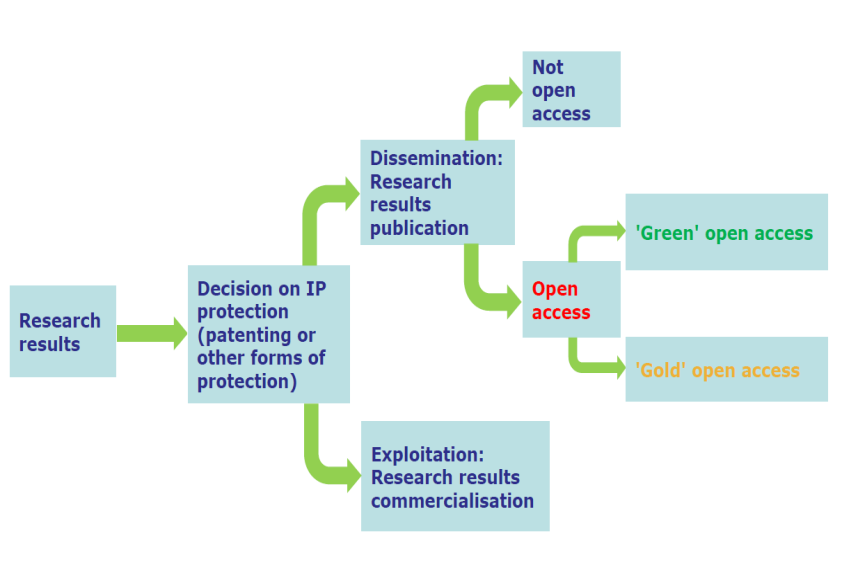 Research
results
Decision on IP
protection
(patenting or
other forms of
protection)
Dissemination:
Research
results
publication
Exploitation:
Research results
commercialisation
Not
open
access
Open
access
'Green' open access
'Gold' open access